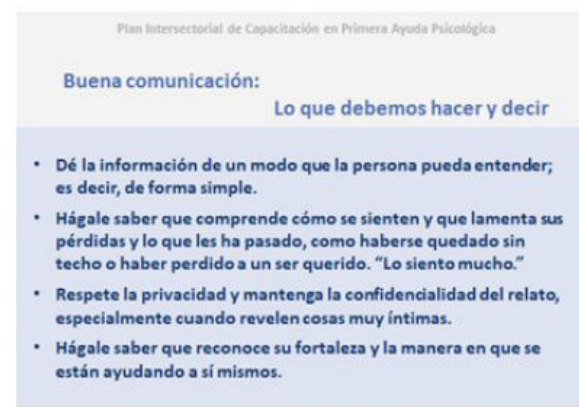 Plan Intersectorial de Capacitación en Primera Ayuda Psicológica
Buena comunicación:
Lo que debemos hacer y decir
• Dé la información de un modo que la persona pueda entender;
es decir, de forma simple.
• Hágale saber que comprende cómo se sienten y que lamenta sus
pérdidas y lo que les ha pasado, como haberse quedado sin
techo o haber perdido a un ser querido. “Lo siento mucho.”
• Respete la privacidad y mantenga la confidencialidad del relato,
especialmente cuando revelen cosas muy íntimas.
• Hágale saber que reconoce su fortaleza y la manera en que se
están ayudando a sí mismos.